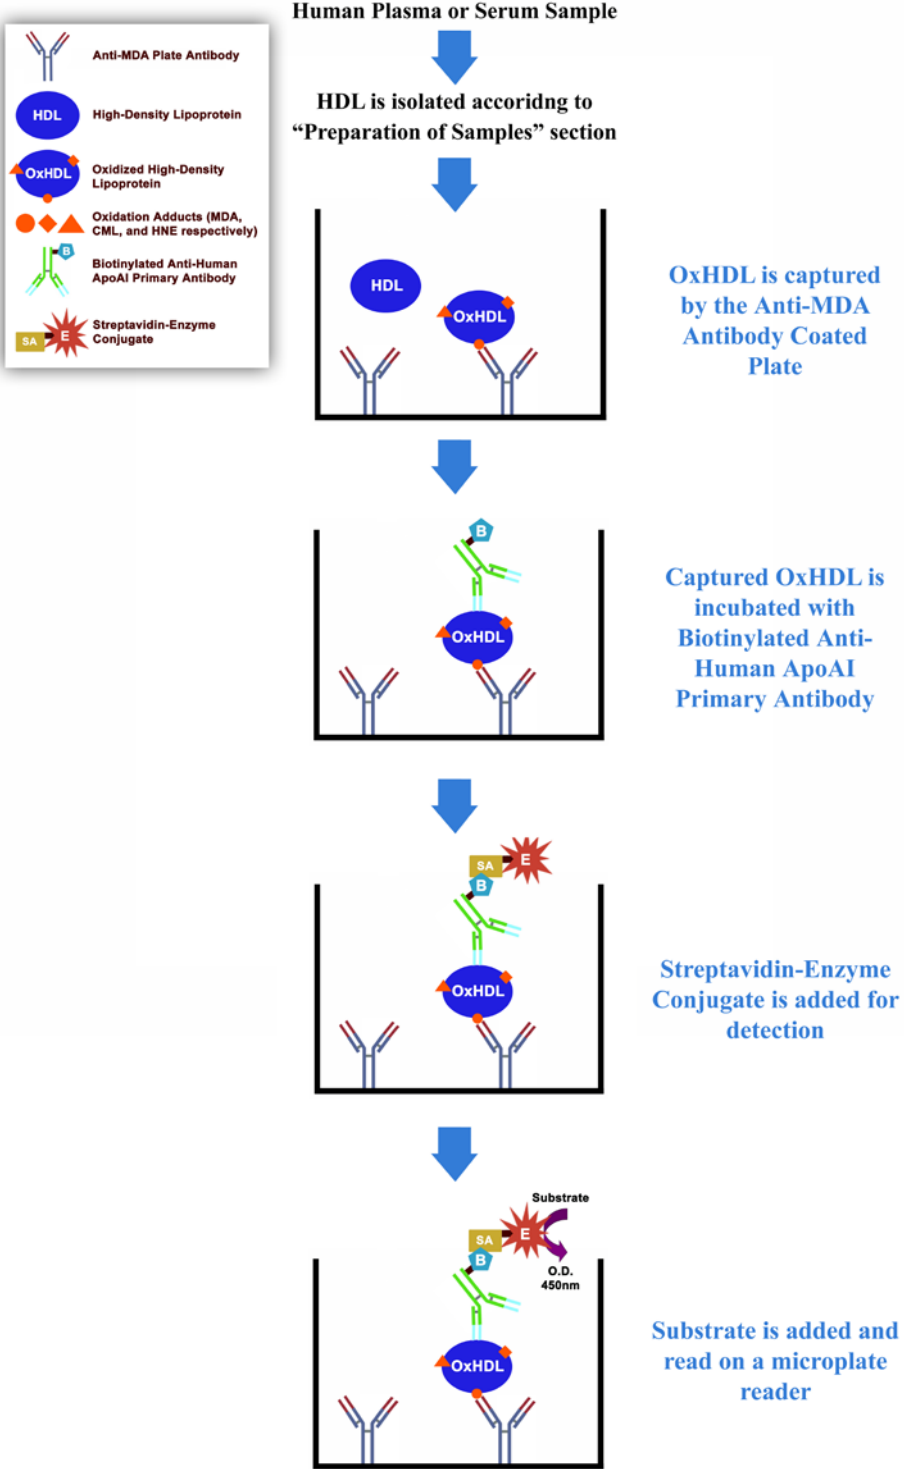 Human Plasma or Serum Sample
HDL is isolated accoridng to
“Preparation of Samples” section
Anti-MDA Plate Antibody
HDL
High-Density Lipoprotein
OxHDL
Oxidized High-Density
Lipoprotein
Oxidation Adducts (MDA,
CML, and HNE respectively)
B
Biotinylated Anti-Human
ApoAI Primary Antibody
SA
E
Streptavidin-Enzyme
Conjugate
HDL
OxHDL
OxHDL is captured
by the Anti-MDA
Antibody Coated
Plate
B
OxHDL
Captured OxHDL is
incubated with
Biotinylated Anti-
Human ApoAI
Primary Antibody
SA
E
B
OxHDL
Streptavidin-Enzyme
Conjugate is added for
detection
Substrate
SA
E
B
O.D.
450nm
OxHDL
Substrate is added and
read on a microplate
reader